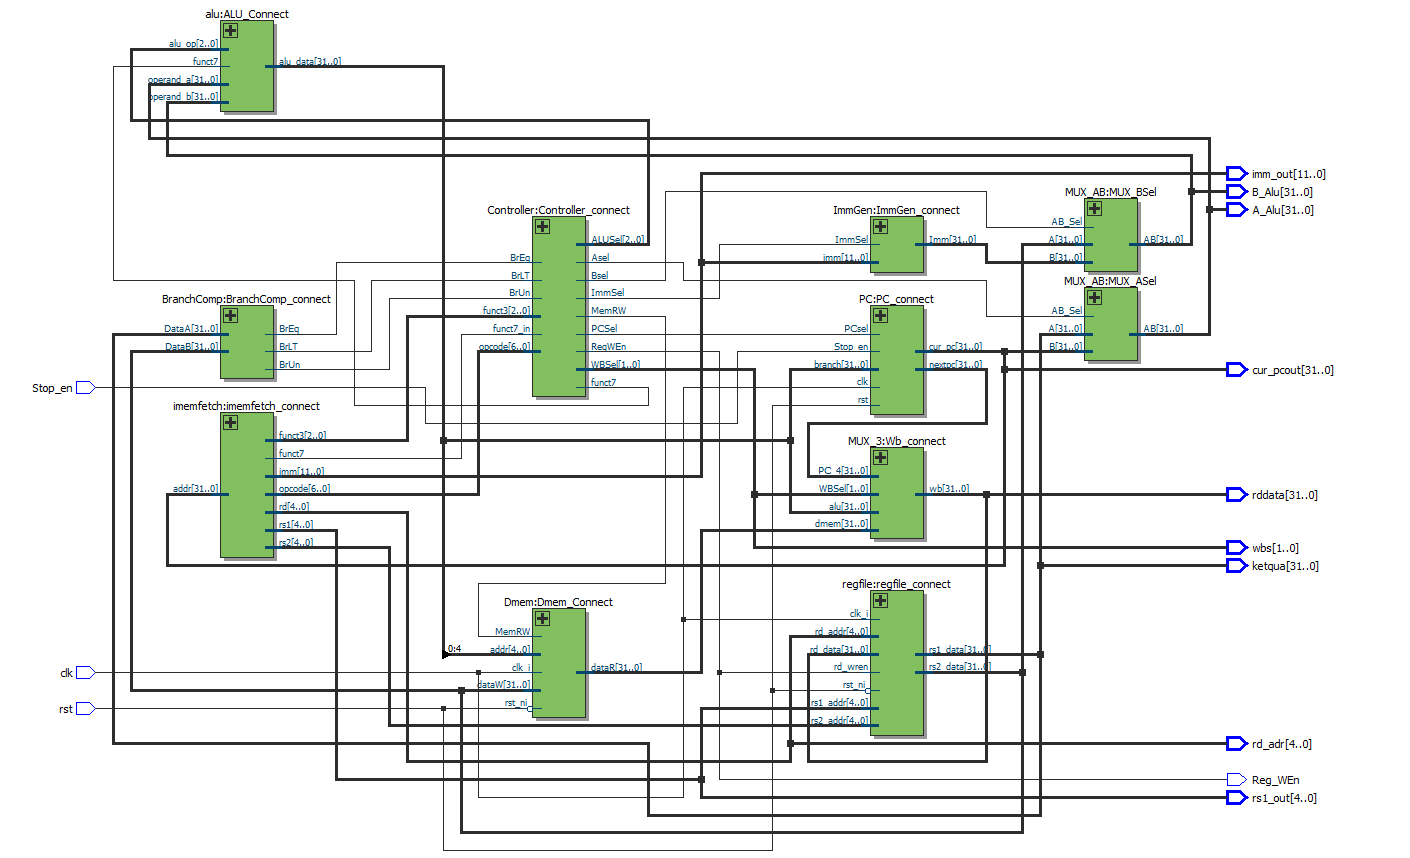 alu:ALU_Connect
alu_op[2..0]
funct7
operand_a[31..0]
operand_b[31..0]
alu_data[31..0]
imm_out[11..0]
B_Alu[31..0]
A_Alu[31..0]
MUX_AB:MUX_BSel
AB_Sel
A[31..0]
B[31..0]
AB[31..0]
Controller:Controller_connect
BrEq
BrLT
BrUn
funct3[2..0]
funct7_in
opcode[6..0]
ALUSel[2..0]
Asel
Bsel
ImmSel
MemRW
PCSel
RegWEn
WBSel[1..0]
funct7
ImmGen:ImmGen_connect
ImmSel
imm[11..0]
Imm[31..0]
MUX_AB:MUX_ASel
AB_Sel
A[31..0]
B[31..0]
AB[31..0]
BranchComp:BranchComp_connect
DataA[31..0]
DataB[31..0]
BrEq
BrLT
BrUn
PC:PC_connect
PCsel
Stop_en
branch[31..0]
clk
rst
cur_pc[31..0]
nextpc[31..0]
cur_pcout[31..0]
Stop_en
imemfetch:imemfetch_connect
addr[31..0]
funct3[2..0]
funct7
imm[11..0]
opcode[6..0]
rd[4..0]
rs1[4..0]
rs2[4..0]
MUX_3:Wb_connect
PC_4[31..0]
WBSel[1..0]
alu[31..0]
dmem[31..0]
wb[31..0]
rddata[31..0]
wbs[1..0]
ketqua[31..0]
Dmem:Dmem_Connect
MemRW
0:4
addr[4..0]
clk_i
dataW[31..0]
rst_ni
dataR[31..0]
regfile:regfile_connect
clk_i
rd_addr[4..0]
rd_data[31..0]
rd_wren
rst_ni
rs1_addr[4..0]
rs2_addr[4..0]
rs1_data[31..0]
rs2_data[31..0]
clk
rst
rd_adr[4..0]
Reg_WEn
rs1_out[4..0]